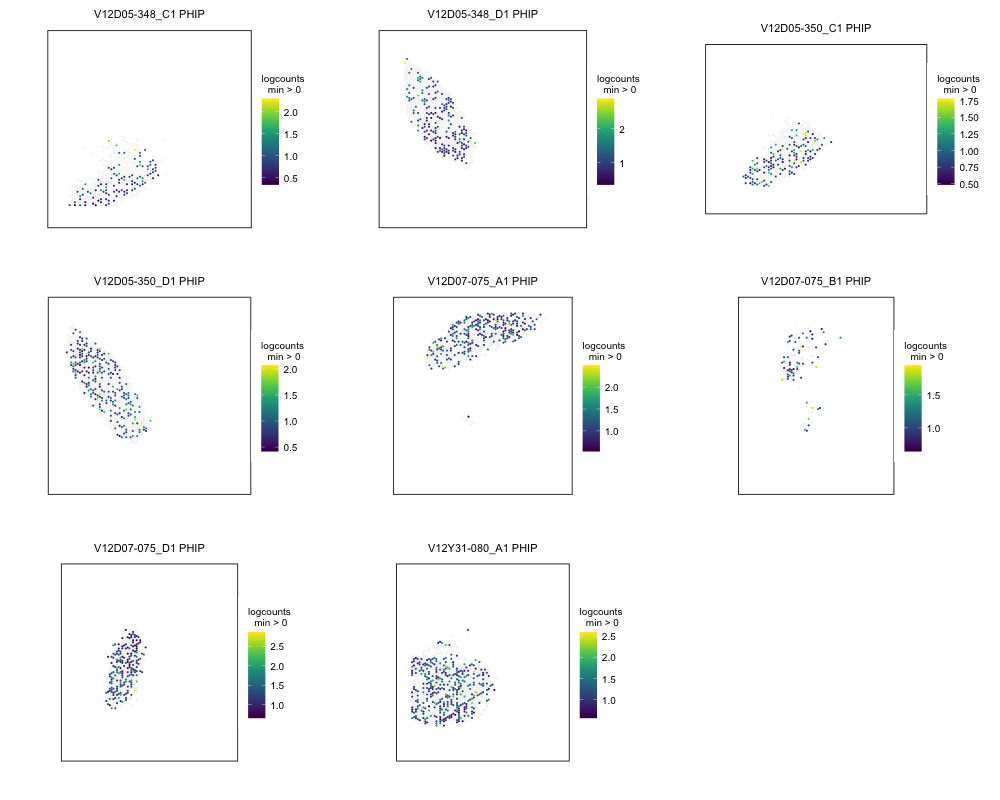 V12D05-348_C1 PHIP
logcounts
min > 0
2.0
1.5
1.0
0.5
V12D05-348_D1 PHIP
logcounts
min > 0
2
1
V12D05-350_C1 PHIP
logcounts
min > 0
1.75
1.50
1.25
1.00
0.75
0.50
V12D05-350_D1 PHIP
logcounts
min > 0
2.0
1.5
1.0
0.5
V12D07-075_A1 PHIP
logcounts
min > 0
2.0
1.5
1.0
V12D07-075_B1 PHIP
logcounts
min > 0
1.5
1.0
V12D07-075_D1 PHIP
logcounts
min > 0
2.5
2.0
1.5
1.0
V12Y31-080_A1 PHIP
logcounts
min > 0
2.5
2.0
1.5
1.0